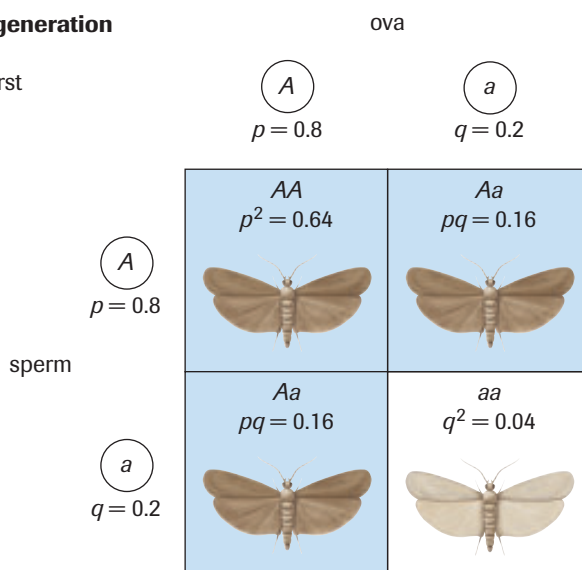 generation
ova
rst
A
a
p = 0.8
q = 0.2
AA
Aa
p² = 0.64
pq = 0.16
A
p = 0.8
sperm
Aa
aa
pq = 0.16
q² = 0.04
a
q = 0.2